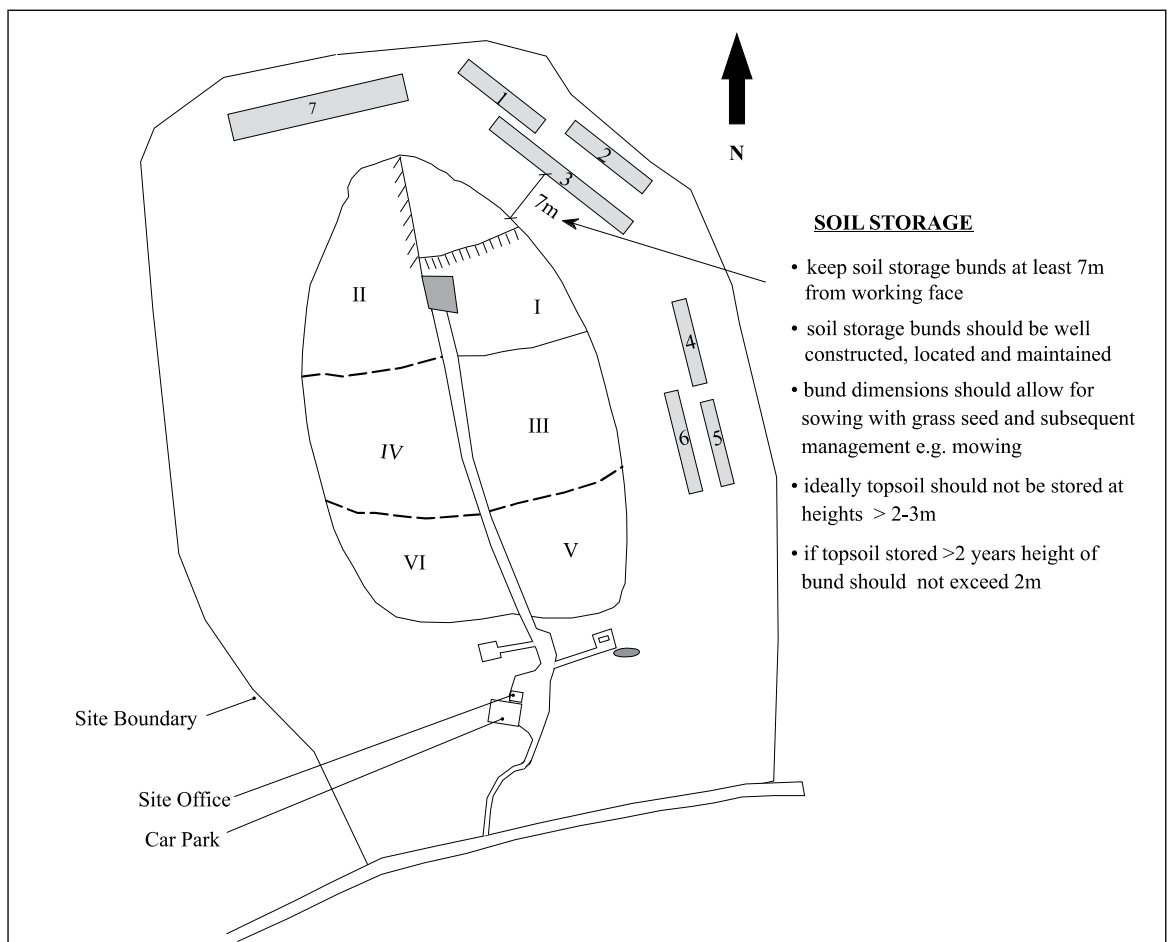 7
1
2
3
N
7m
SOIL STORAGE
• keep soil storage bunds at least 7m
from working face
• soil storage bunds should be well
constructed, located and maintained
• bund dimensions should allow for
sowing with grass seed and subsequent
management e.g. mowing
• ideally topsoil should not be stored at
heights > 2-3m
• if topsoil stored >2 years height of
bund should not exceed 2m
II
I
4
III
IV
6
5
V
VI
Site Boundary
Site Office
Car Park